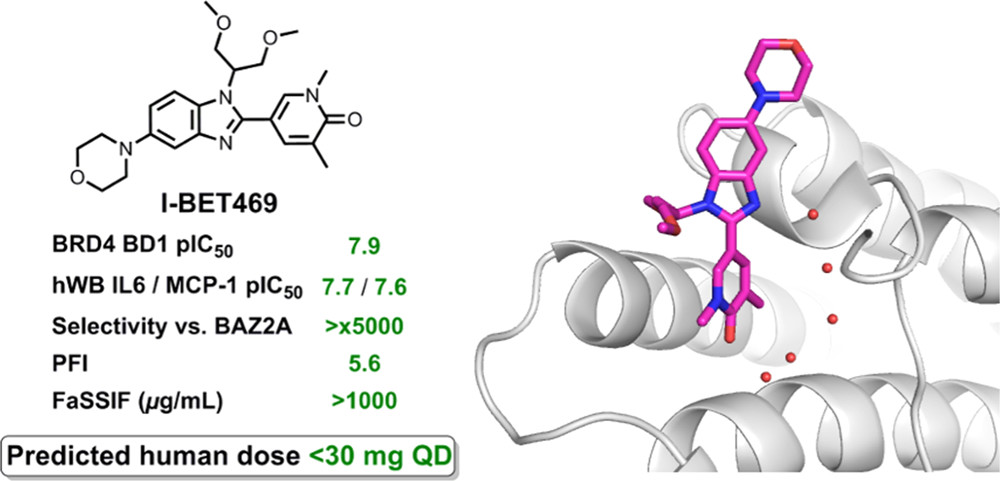 O
O
N
N
N
N
O
O
I-BET469
BRD4 BD1 pIC50 7.9
hWB IL6 / MCP-1 pIC50 7.7 / 7.6
Selectivity vs. BAZ2A >x5000
PFI 5.6
FaSSIF (µg/mL) >1000
Predicted human dose <30 mg QD